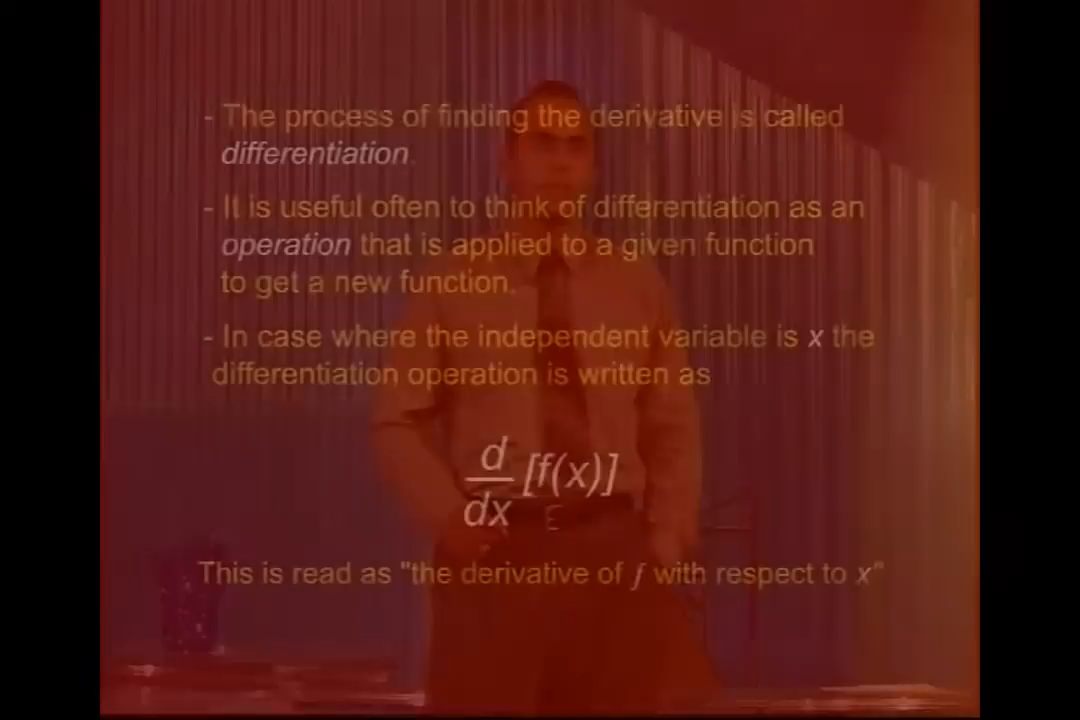 - The process of finding the derivative is called
differentiation.
- It is useful often to think of differentiation as an
operation that is applied to a given function
to get a new function.
- In case where the independent variable is x the
differentiation operation is written as
d
dx [f(x)]
This is read as "the derivative of f with respect to x"